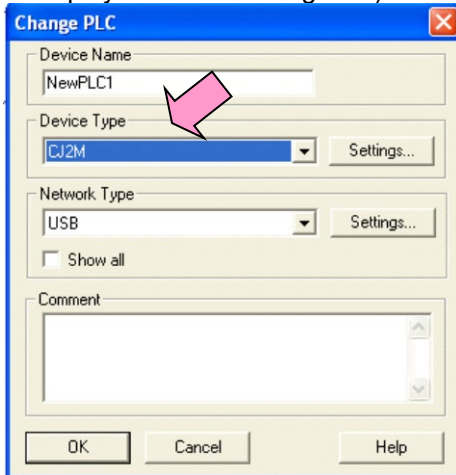 Change PLC
Device Name
NewPLC1
Device Type
CJ2M
Settings...
Network Type
USB
Settings...
Show all
Comment
OK
Cancel
Help